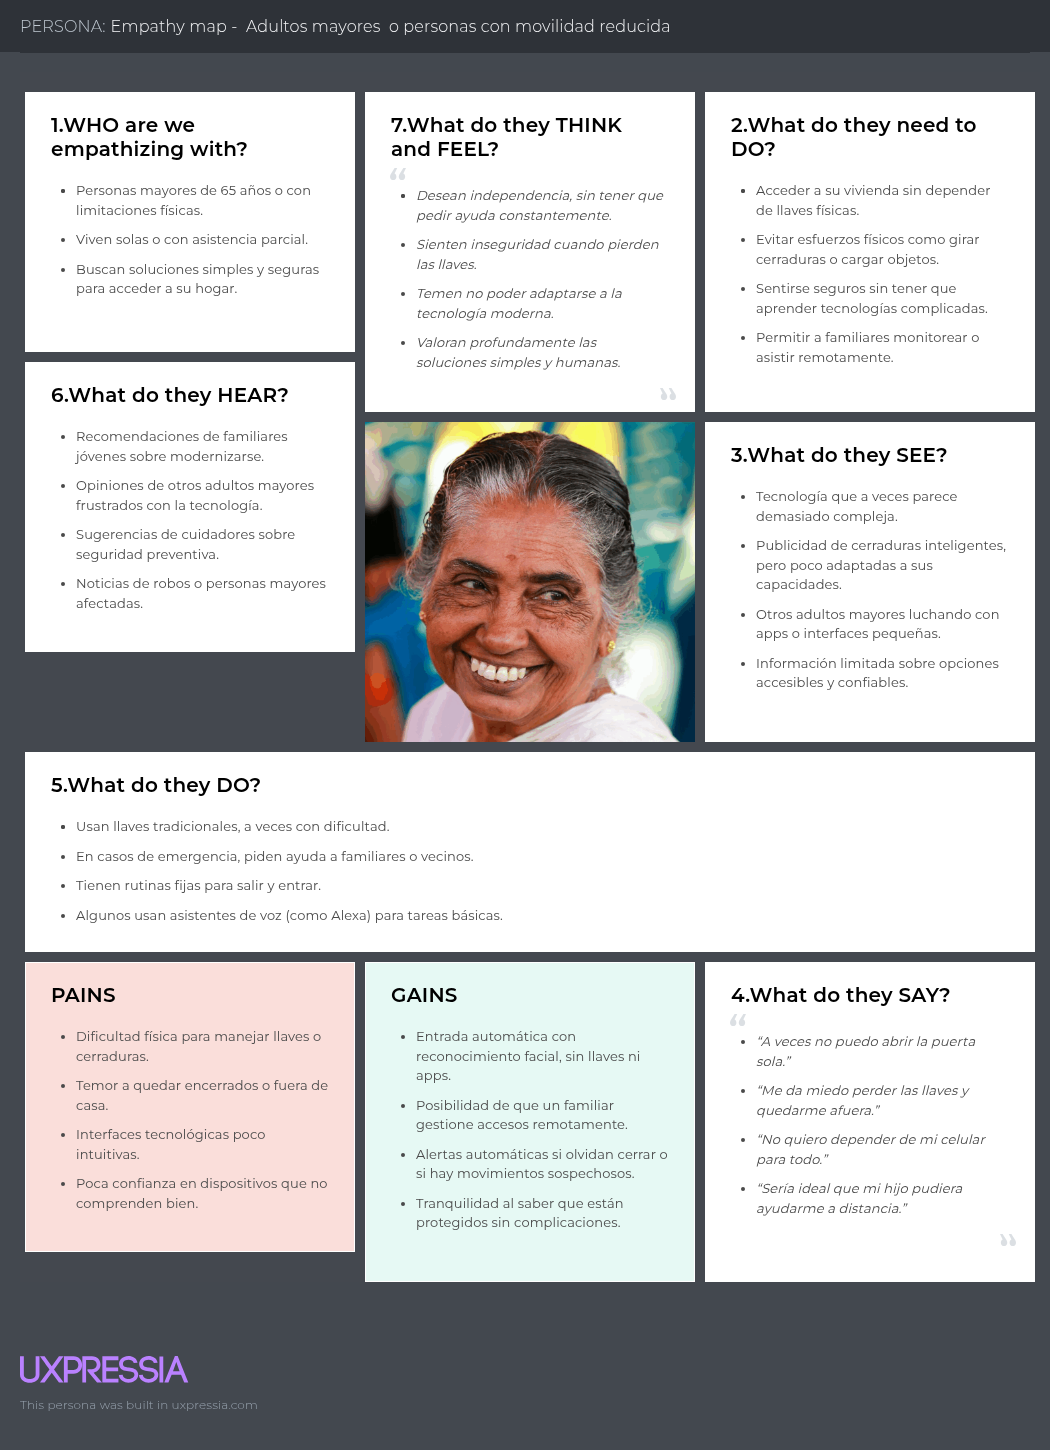 PERSONA: Empathy map - Adultos mayores o personas con movilidad reducida
1.WHO are we
empathizing with?
• Personas mayores de 65 años o con
limitaciones físicas.
• Viven solas o con asistencia parcial.
• Buscan soluciones simples y seguras
para acceder a su hogar.
7.What do they THINK
and FEEL?
“
• Desean independencia, sin tener que
pedir ayuda constantemente.
• Sienten inseguridad cuando pierden
las llaves.
• Temen no poder adaptarse a la
tecnología moderna.
• Valoran profundamente las
soluciones simples y humanas.
”
2.What do they need to
DO?
• Acceder a su vivienda sin depender
de llaves físicas.
• Evitar esfuerzos físicos como girar
cerraduras o cargar objetos.
• Sentirse seguros sin tener que
aprender tecnologías complicadas.
• Permitir a familiares monitorear o
asistir remotamente.
6.What do they HEAR?
• Recomendaciones de familiares
jóvenes sobre modernizarse.
• Opiniones de otros adultos mayores
frustrados con la tecnología.
• Sugerencias de cuidadores sobre
seguridad preventiva.
• Noticias de robos o personas mayores
afectadas.
3.What do they SEE?
• Tecnología que a veces parece
demasiado compleja.
• Publicidad de cerraduras inteligentes,
pero poco adaptadas a sus
capacidades.
• Otros adultos mayores luchando con
apps o interfaces pequeñas.
• Información limitada sobre opciones
accesibles y confiables.
5.What do they DO?
• Usan llaves tradicionales, a veces con dificultad.
• En casos de emergencia, piden ayuda a familiares o vecinos.
• Tienen rutinas fijas para salir y entrar.
• Algunos usan asistentes de voz (como Alexa) para tareas básicas.
PAINS
• Dificultad física para manejar llaves o
cerraduras.
• Temor a quedar encerrados o fuera de
casa.
• Interfaces tecnológicas poco
intuitivas.
• Poca confianza en dispositivos que no
comprenden bien.
GAINS
• Entrada automática con
reconocimiento facial, sin llaves ni
apps.
• Posibilidad de que un familiar
gestione accesos remotamente.
• Alertas automáticas si olvidan cerrar o
si hay movimientos sospechosos.
• Tranquilidad al saber que están
protegidos sin complicaciones.
4.What do they SAY?
“
• “A veces no puedo abrir la puerta
sola.”
• “Me da miedo perder las llaves y
quedarme afuera.”
• “No quiero depender de mi celular
para todo.”
• “Sería ideal que mi hijo pudiera
ayudarme a distancia.”
”
UXPRESSIA
This persona was built in uxpressia.com